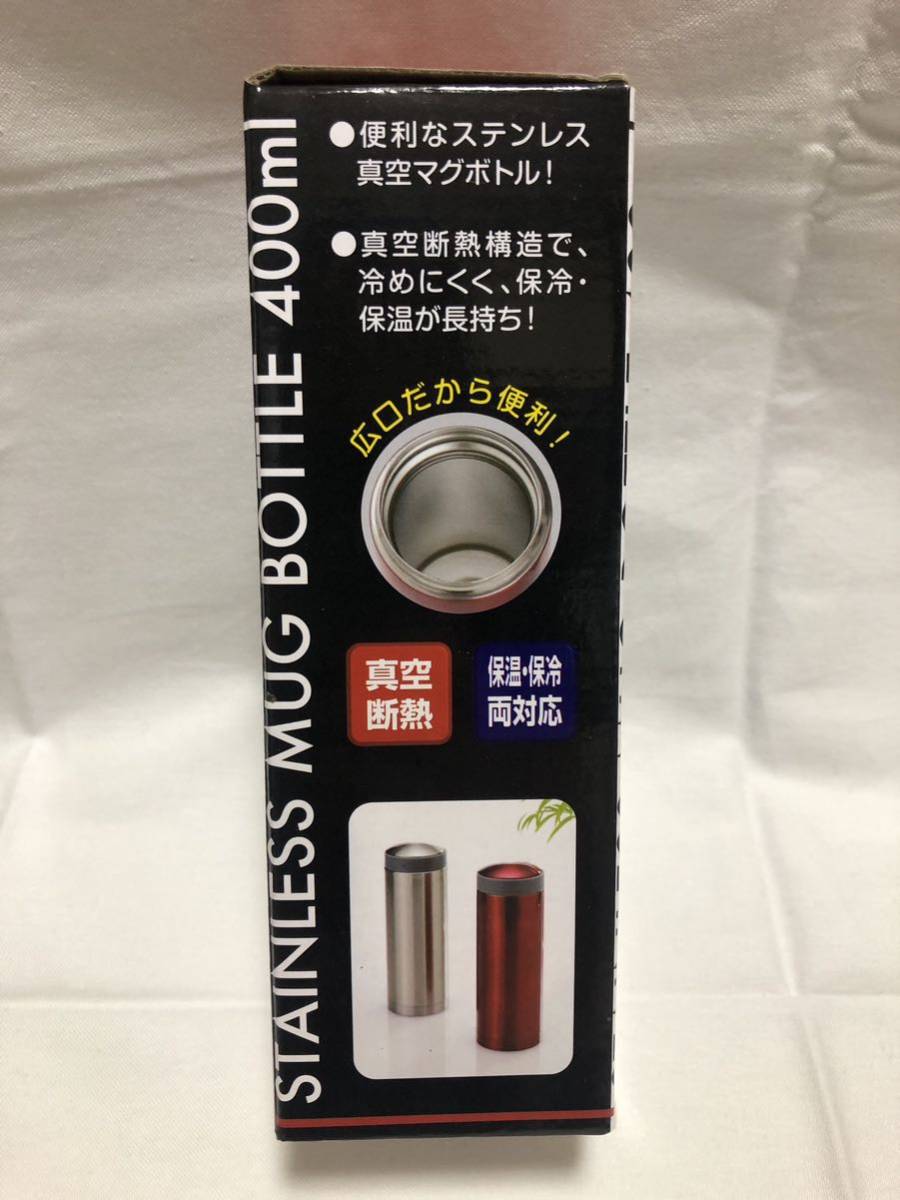 STAINLESS MUG BOTTLE 400ml
●便利なステンレス
真空マグボトル!
●真空断熱構造で、
冷めにくく、保冷・
保温が長持ち!
広口だから便利!
真空
断熱
保温・保冷
両対応